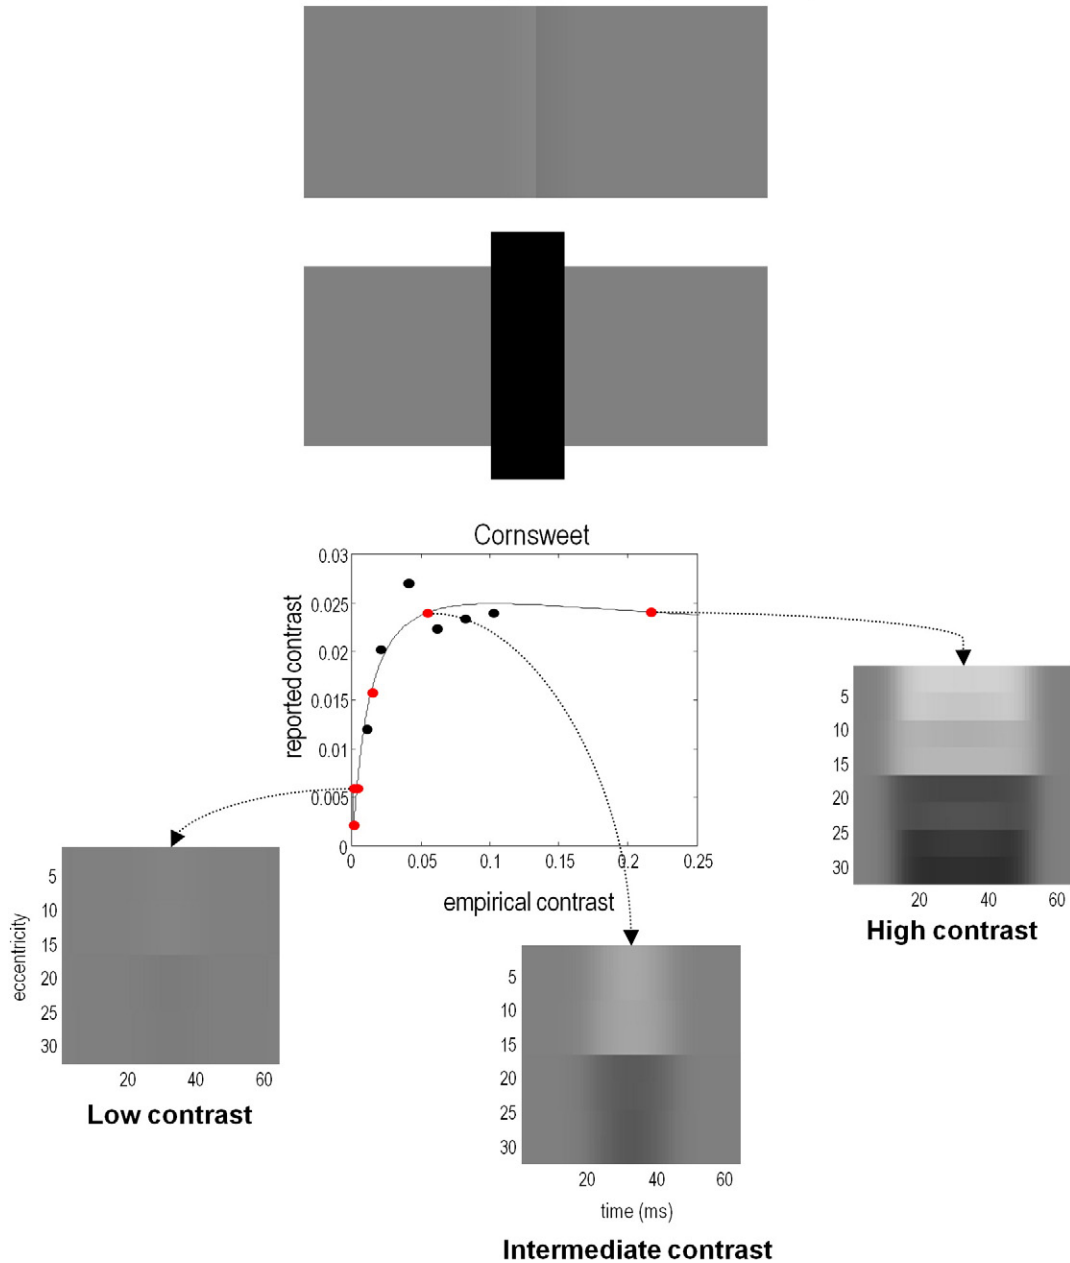 Cornsweet
0.03
0.025
0.02
0.015
0.01
0.005
0
reported contrast
0 0.05 0.1 0.15 0.2 0.25
empirical contrast
5
10
15
20
25
30
20 40 60
High contrast
eccentricity
5
10
15
20
25
30
20 40 60
Low contrast
5
10
15
20
25
30
20 40 60
time (ms)
Intermediate contrast